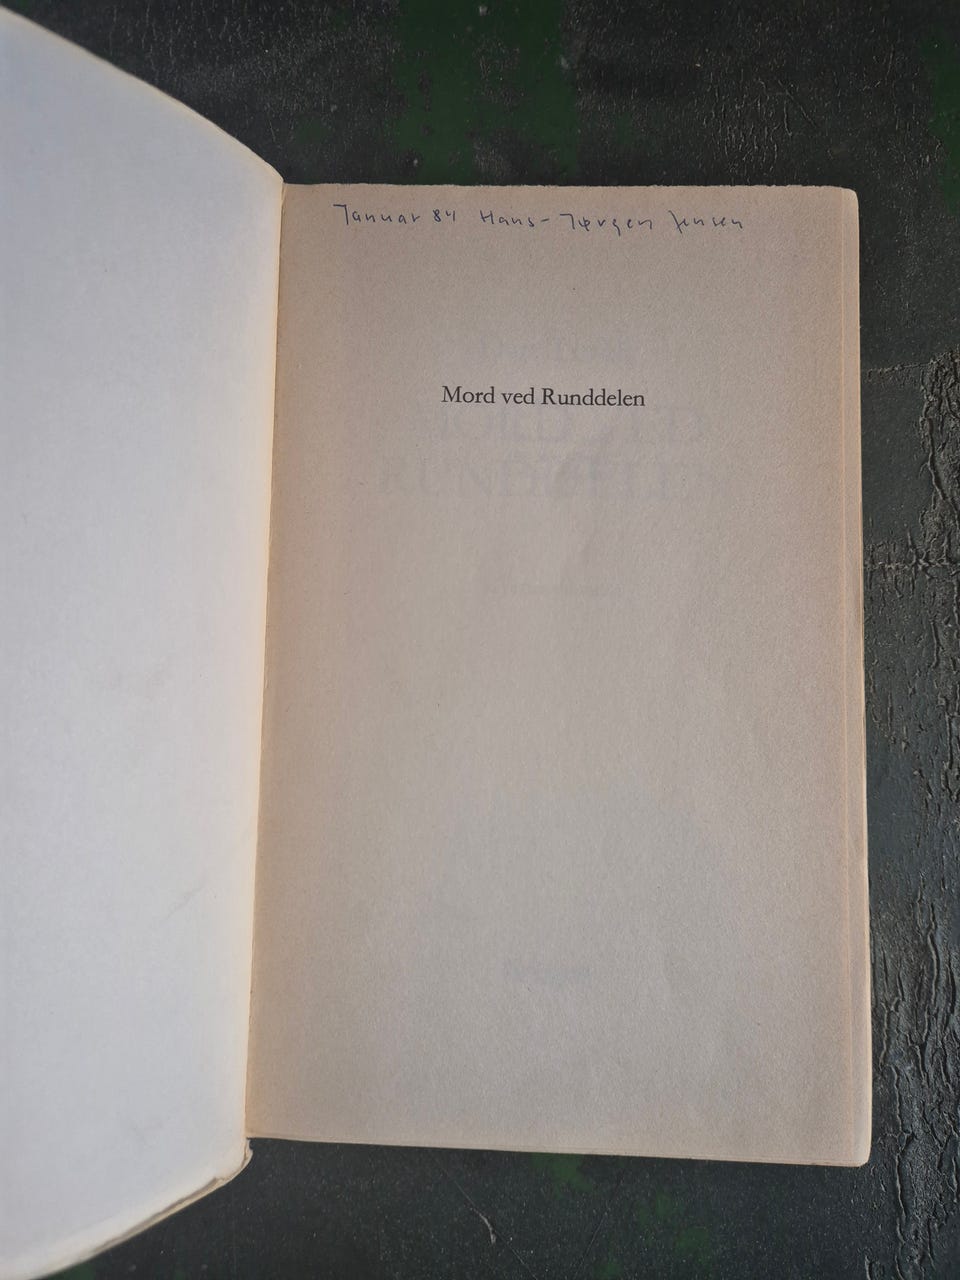 Januar 84 Hans-Jørgen Jensen
Mord ved Runddelen